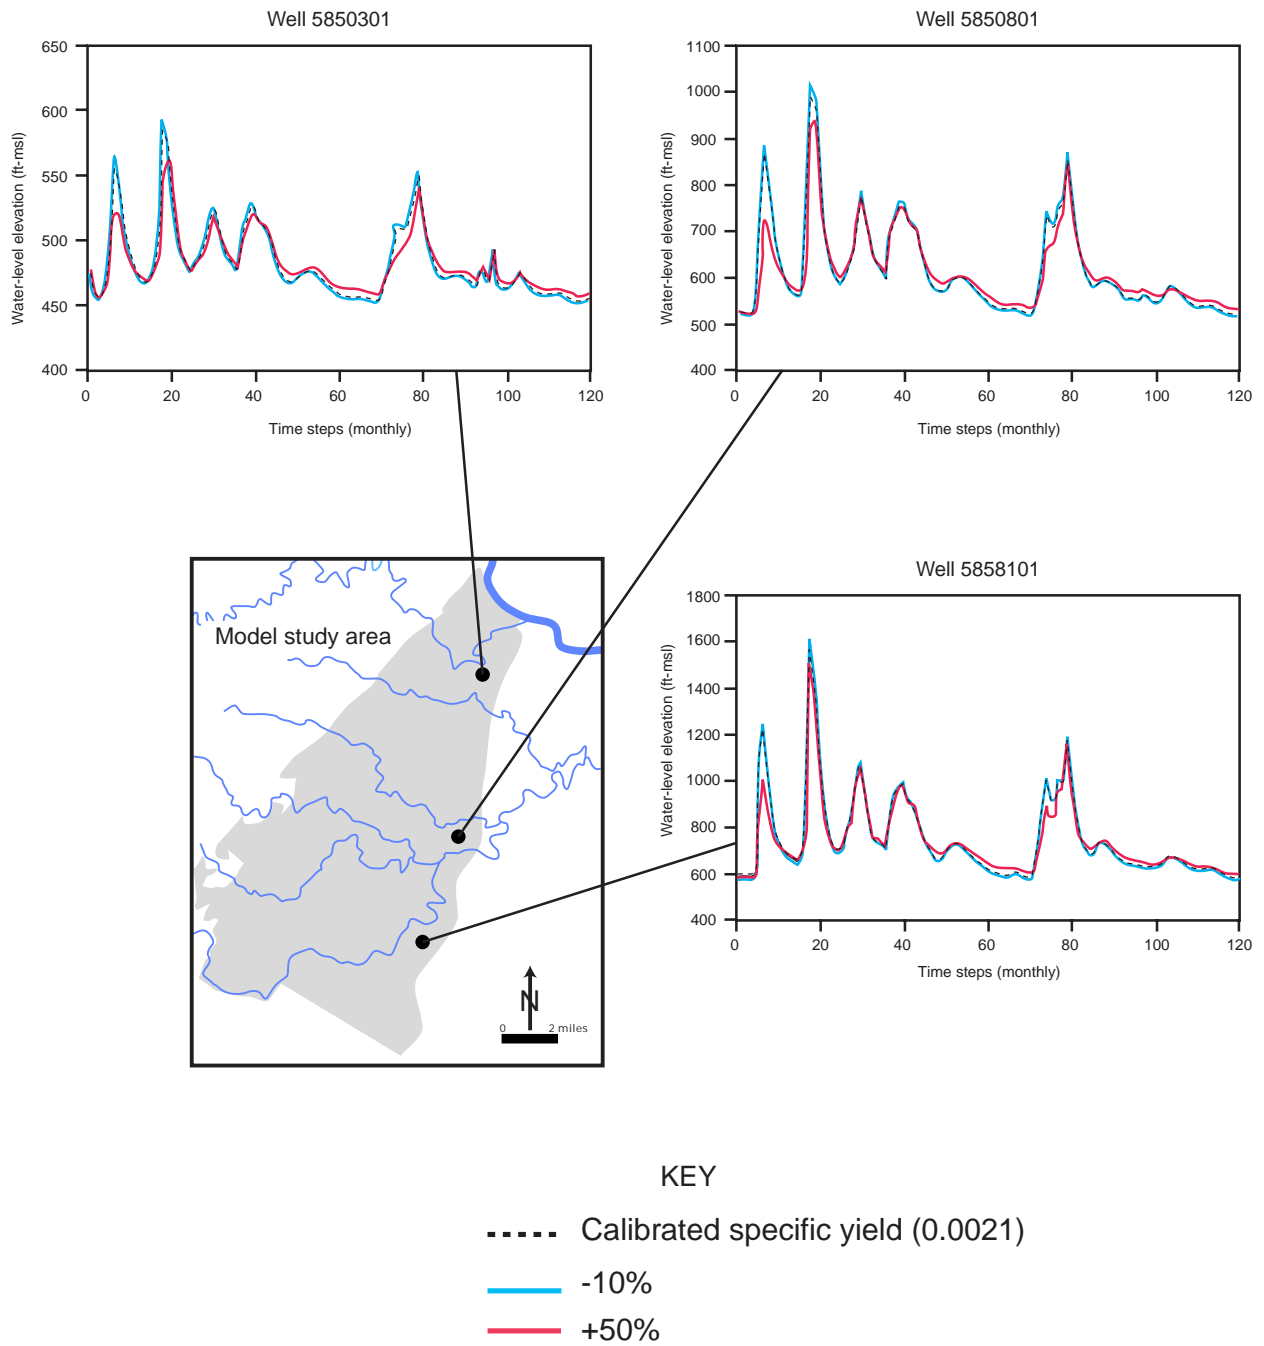 Well 5850301
650
600
550
500
450
400
Water-level elevation (ft-msl)
0 20 40 60 80 100 120
Time steps (monthly)
Well 5850801
1100
1000
900
800
700
600
500
400
Water-level elevation (ft-msl)
0 20 40 60 80 100 120
Time steps (monthly)
Model study area
N
0 2 miles
Well 5858101
1800
1600
1400
1200
1000
800
600
400
Water-level elevation (ft-msl)
0 20 40 60 80 100 120
Time steps (monthly)
KEY
Calibrated specific yield (0.0021)
-10%
+50%